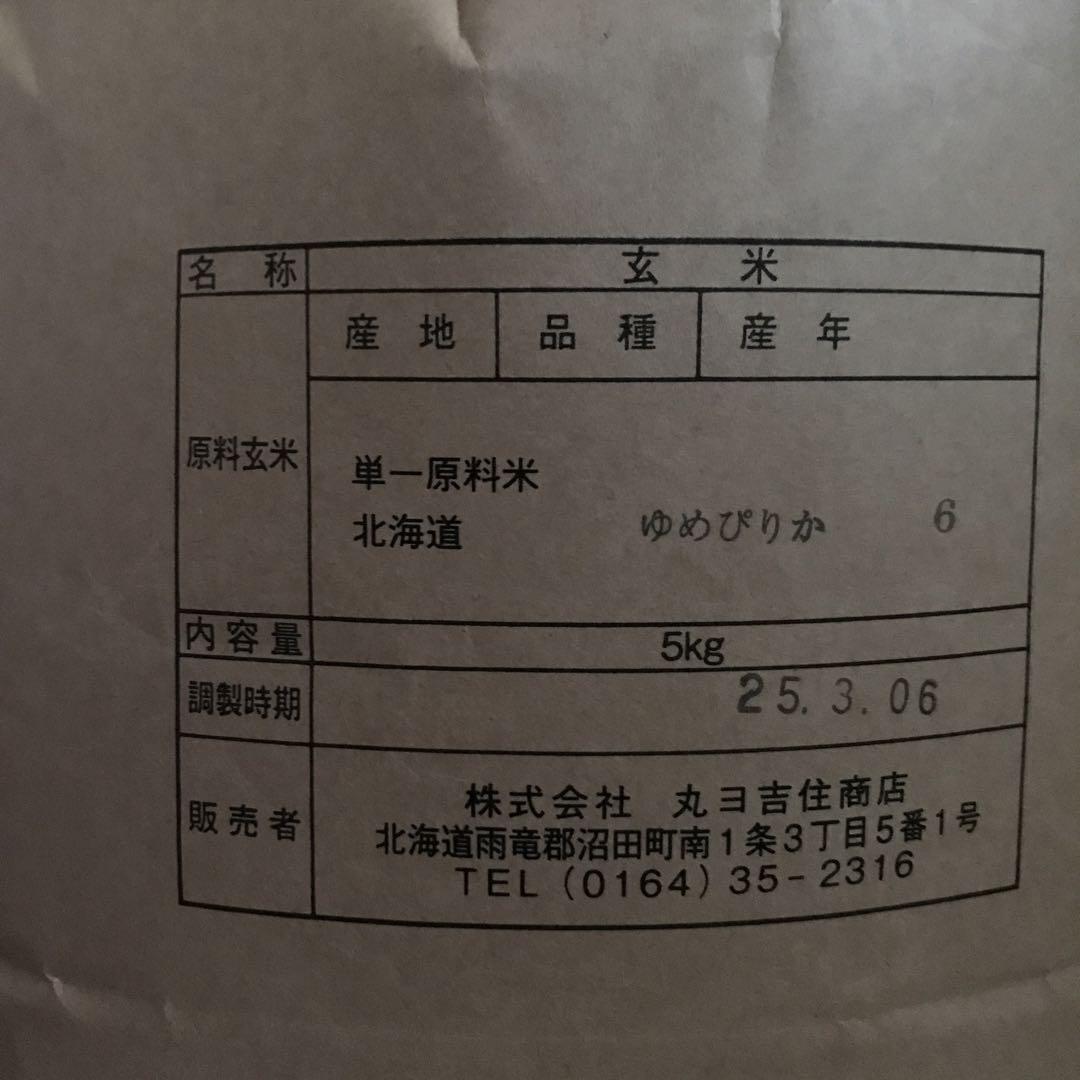 名称 玄米
産地 品種 産年
原料玄米
単一原料米
北海道 ゆめぴりか 6
内容量 5kg
調製時期 25.3.06
販売者
株式会社 丸ヨ吉住商店
北海道雨竜郡沼田町南1条3丁目5番1号
TEL(0164)35-2316